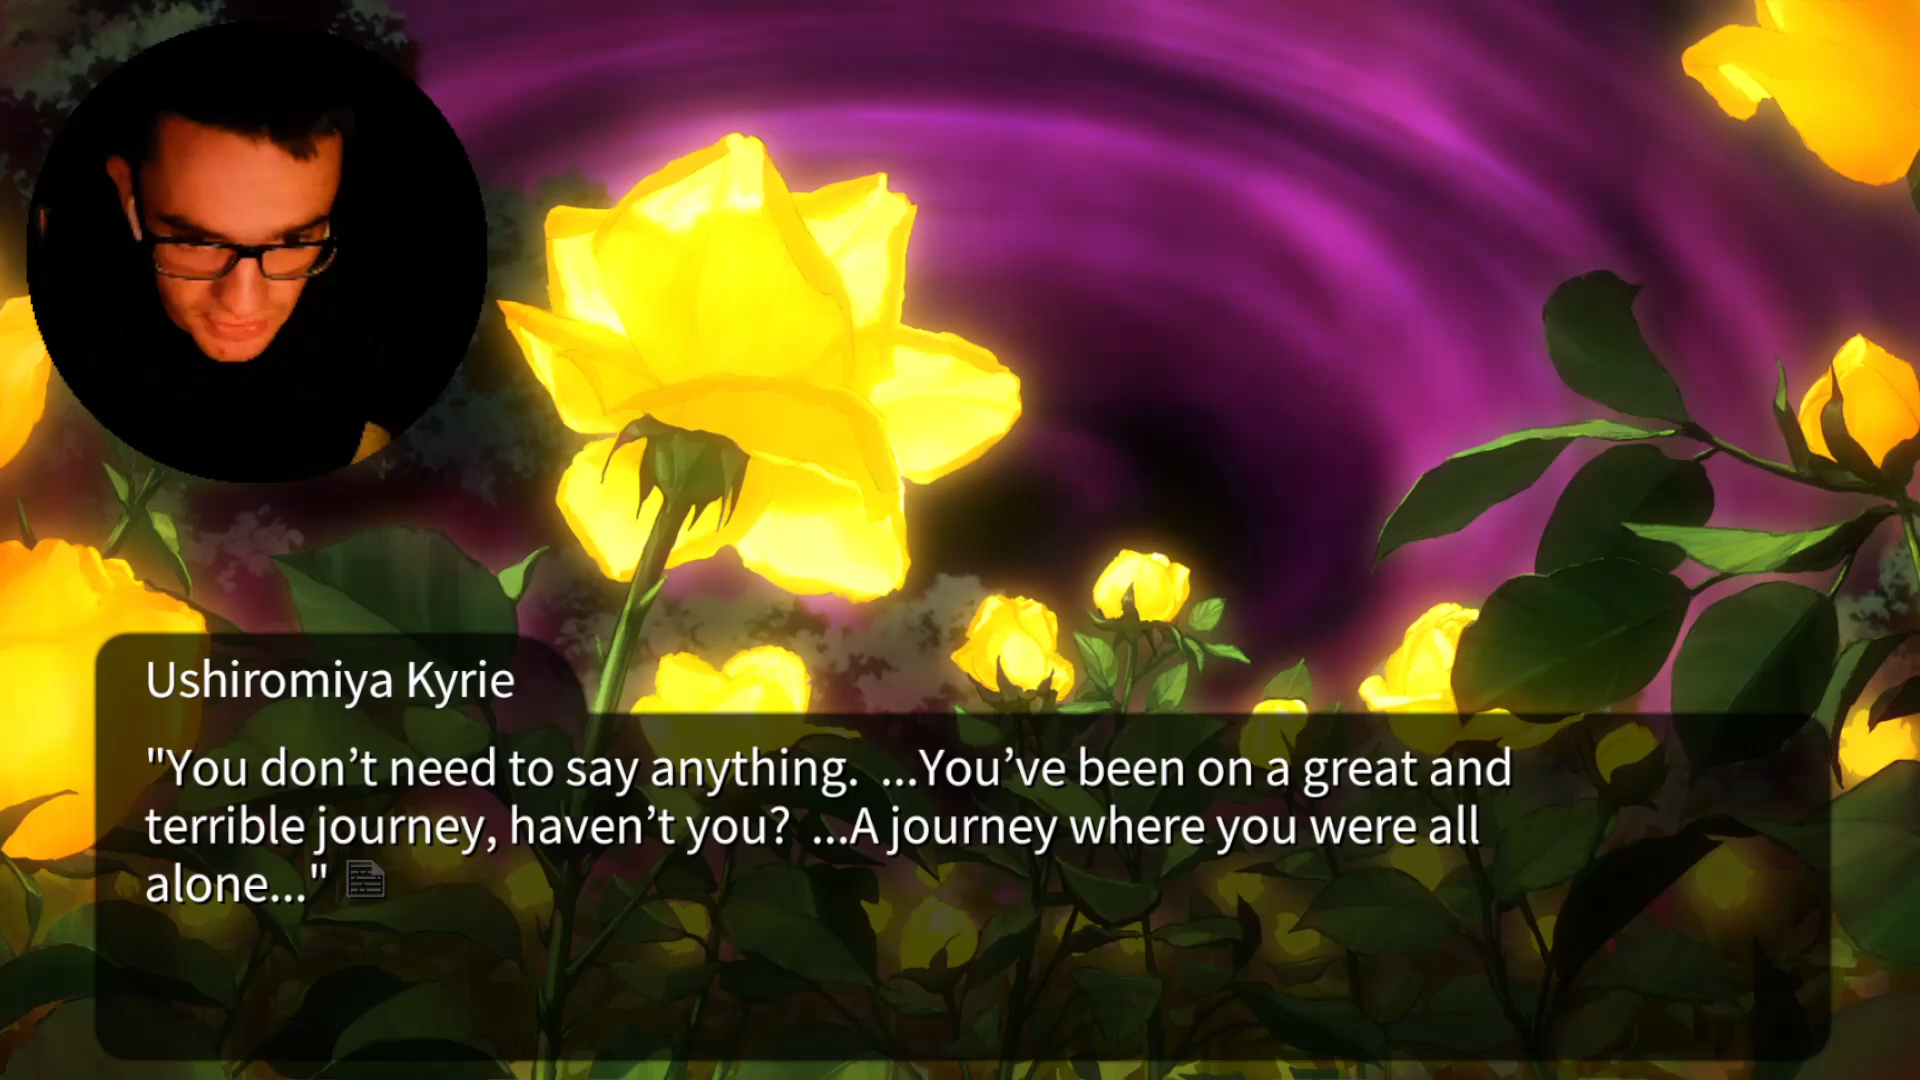 Ushiromiya Kyrie
"You don’t need to say anything.  ...You’ve been on a great and
terrible journey, haven’t you?  ...A journey where you were all
alone..."